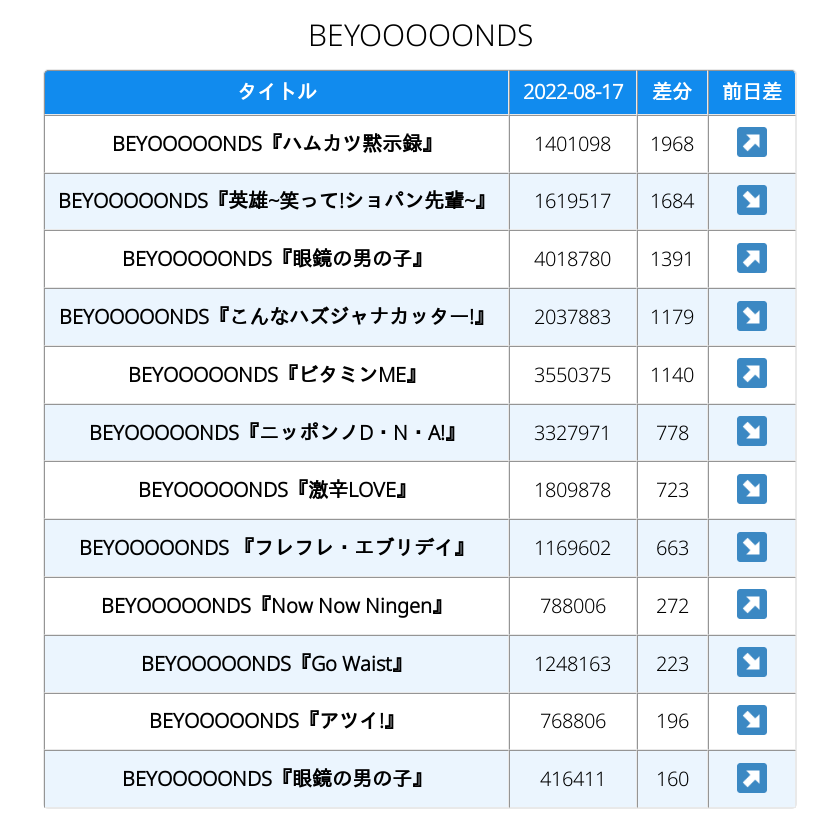 BEYOOOOONDS
タイトル 2022-08-17 差分 前日差
BEYOOOOONDS『ハムカツ黙示録』 1401098 1968 ↗
BEYOOOOONDS『英雄~笑って!ショパン先輩~』 1619517 1684 ↘
BEYOOOOONDS『眼鏡の男の子』 4018780 1391 ↗
BEYOOOOONDS『こんなハズジャナカッター!』 2037883 1179 ↘
BEYOOOOONDS『ビタミンME』 3550375 1140 ↗
BEYOOOOONDS『ニッポンノD・N・A!』 3327971 778 ↘
BEYOOOOONDS『激辛LOVE』 1809878 723 ↘
BEYOOOOONDS 『フレフレ・エブリデイ』 1169602 663 ↘
BEYOOOOONDS『Now Now Ningen』 788006 272 ↗
BEYOOOOONDS『Go Waist』 1248163 223 ↘
BEYOOOOONDS『アツイ!』 768806 196 ↘
BEYOOOOONDS『眼鏡の男の子』 416411 160 ↗